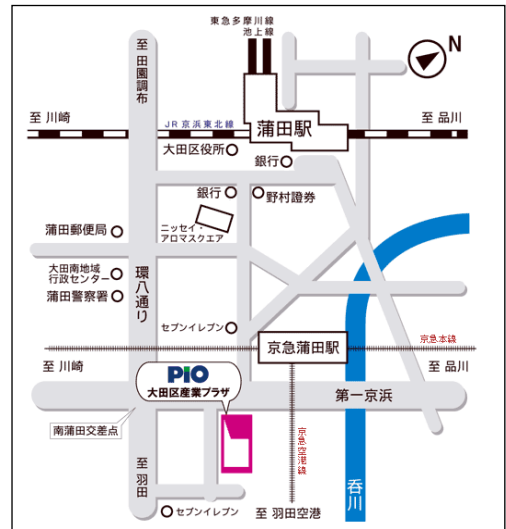 東急多摩川線
池上線
N
至 田園調布
至 川崎
JR京浜東北線
蒲田駅
至 品川
大田区役所
銀行
銀行
野村證券
蒲田郵便局
ニッセイ・
アロマスクエア
大田南地域
行政センター
蒲田警察署
環八通り
セブンイレブン
京急蒲田駅
京急本線
至 川崎
至 品川
PiO
大田区産業プラザ
第一京浜
南蒲田交差点
京急空港線
至 羽田
呑川
セブンイレブン
至 羽田空港